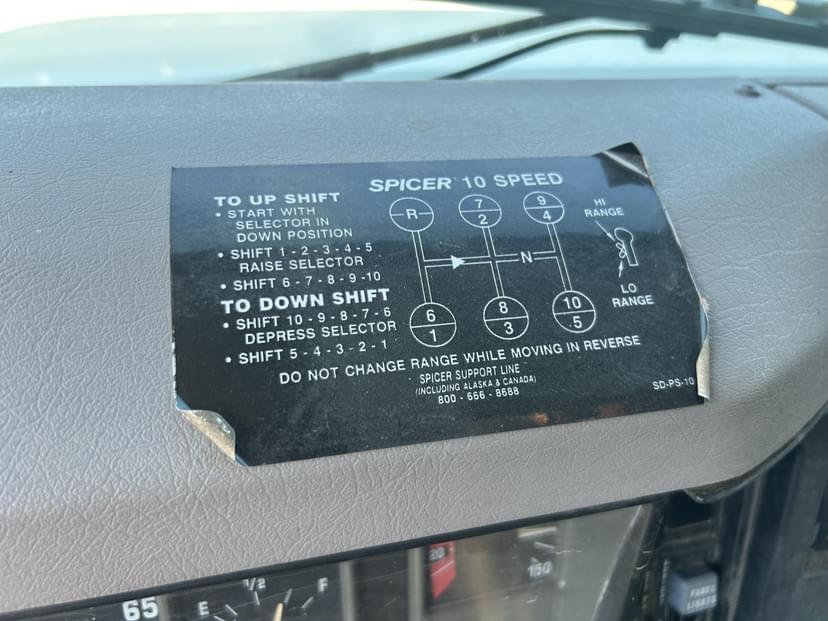 SPICER 10 SPEED
TO UP SHIFT
• START WITH
SELECTOR IN
DOWN POSITION
• SHIFT 1 - 2 - 3 - 4 - 5
RAISE SELECTOR
• SHIFT 6 - 7 - 8 - 9 -10
TO DOWN SHIFT
• SHIFT 10 - 9 - 8 - 7 - 6
DEPRESS SELECTOR
• SHIFT 5 - 4 - 3 - 2 - 1
R
7
2
9
4
N
6
1
8
3
10
5
HI
RANGE
LO
RANGE
DO NOT CHANGE RANGE WHILE MOVING IN REVERSE
SPICER SUPPORT LINE
(INCLUDING ALASKA & CANADA)
800 - 666 - 8688
SD-PS-10
65
E
1/2
F
150
PANEL
LIGHTS